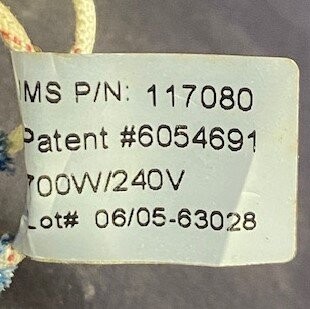 MS P/N: 117080
Patent #6054691
700W/240V
Lot# 06/05-63028